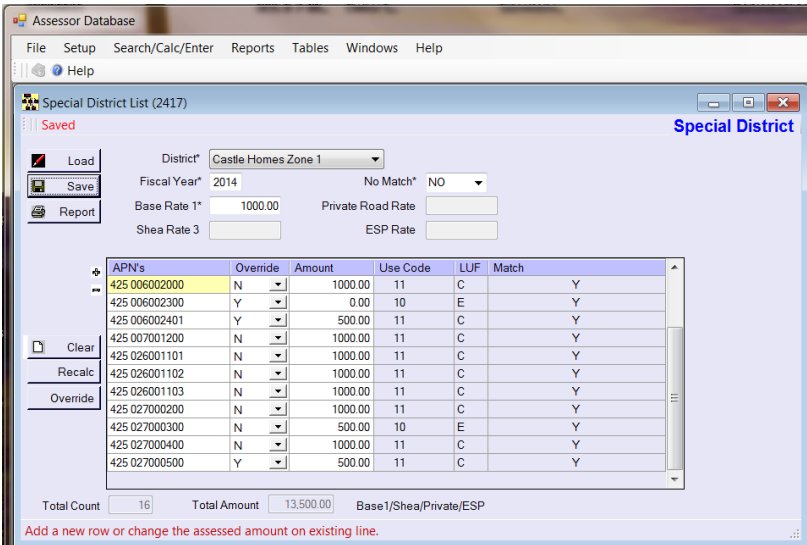 Assessor Database
File Setup Search/Calc/Enter Reports Tables Windows Help
Help
Special District List (2417)
Saved
Special District
Load District* Castle Homes Zone 1
Save Fiscal Year* 2014 No Match* NO
Report Base Rate 1* 1000.00 Private Road Rate
Shea Rate 3 ESP Rate
APN's Override Amount Use Code LUF Match
425 006002000 N 1000.00 11 C Y
425 006002300 Y 0.00 10 E Y
425 006002401 Y 500.00 11 C Y
425 007001200 N 1000.00 11 C Y
425 026001101 N 1000.00 11 C Y
425 026001102 N 1000.00 11 C Y
425 026001103 N 1000.00 11 C Y
425 027000200 N 1000.00 11 C Y
425 027000300 N 500.00 10 E Y
425 027000400 N 1000.00 11 C Y
425 027000500 Y 500.00 11 C Y
Clear
Recalc
Override
Total Count 16 Total Amount 13,500.00 Base1/Shea/Private/ESP
Add a new row or change the assessed amount on existing line.